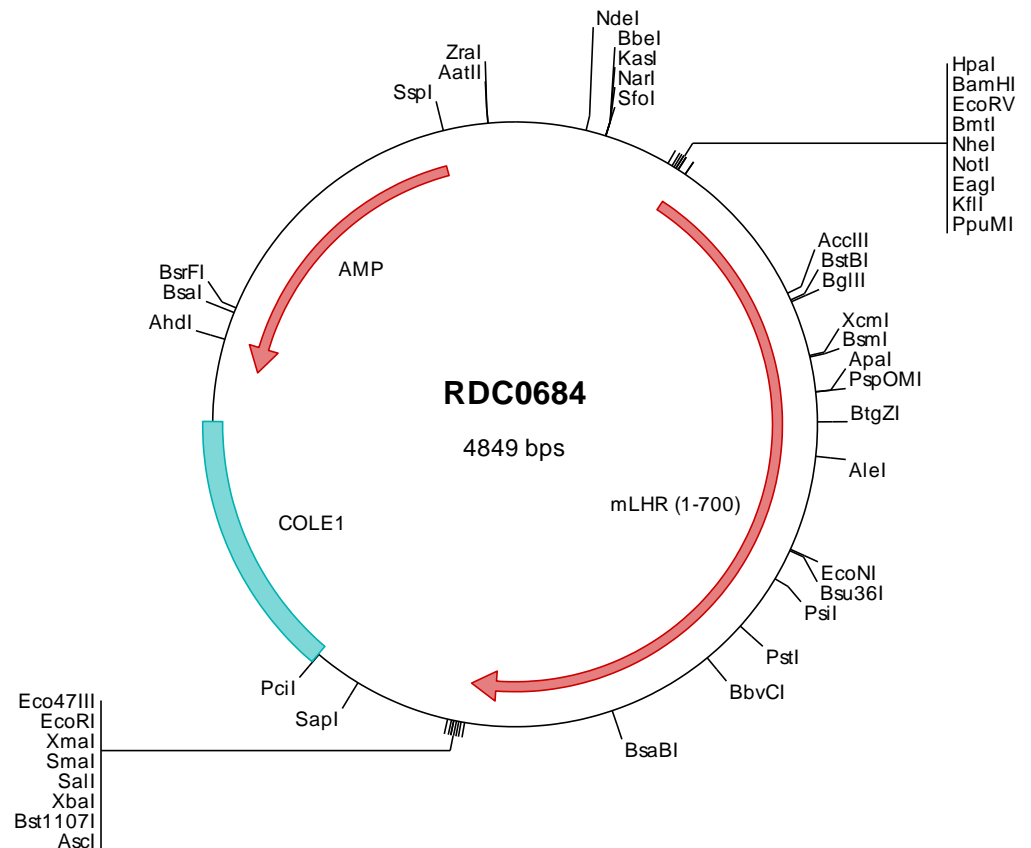 NdeI
BbeI
KasI
NarI
SfoI
ZraI
AatII
SspI
HpaI
BamHI
EcoRV
BmtI
NheI
NotI
EagI
KflI
PpuMI
AccIII
BstBI
BglII
XcmI
BsmI
ApaI
PspOMI
BtgZI
AleI
EcoNI
Bsu36I
PsiI
PstI
BbvCI
BsaBI
BsrFI
BsaI
AhdI
AMP
RDC0684
4849 bps
mLHR (1-700)
COLE1
PciI
SapI
Eco47III
EcoRI
XmaI
SmaI
SalI
XbaI
Bst1107I
AscI